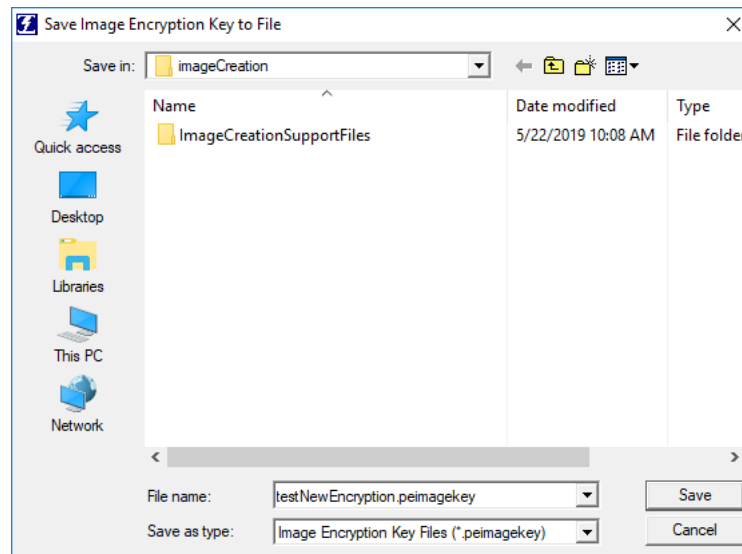 Save Image Encryption Key to File
Save in: imageCreation
Name Date modified Type
ImageCreationSupportFiles 5/22/2019 10:08 AM File folder
Quick access
Desktop
Libraries
This PC
Network
File name: testNewEncryption.peimagekey Save
Save as type: Image Encryption Key Files (*.peimagekey) Cancel